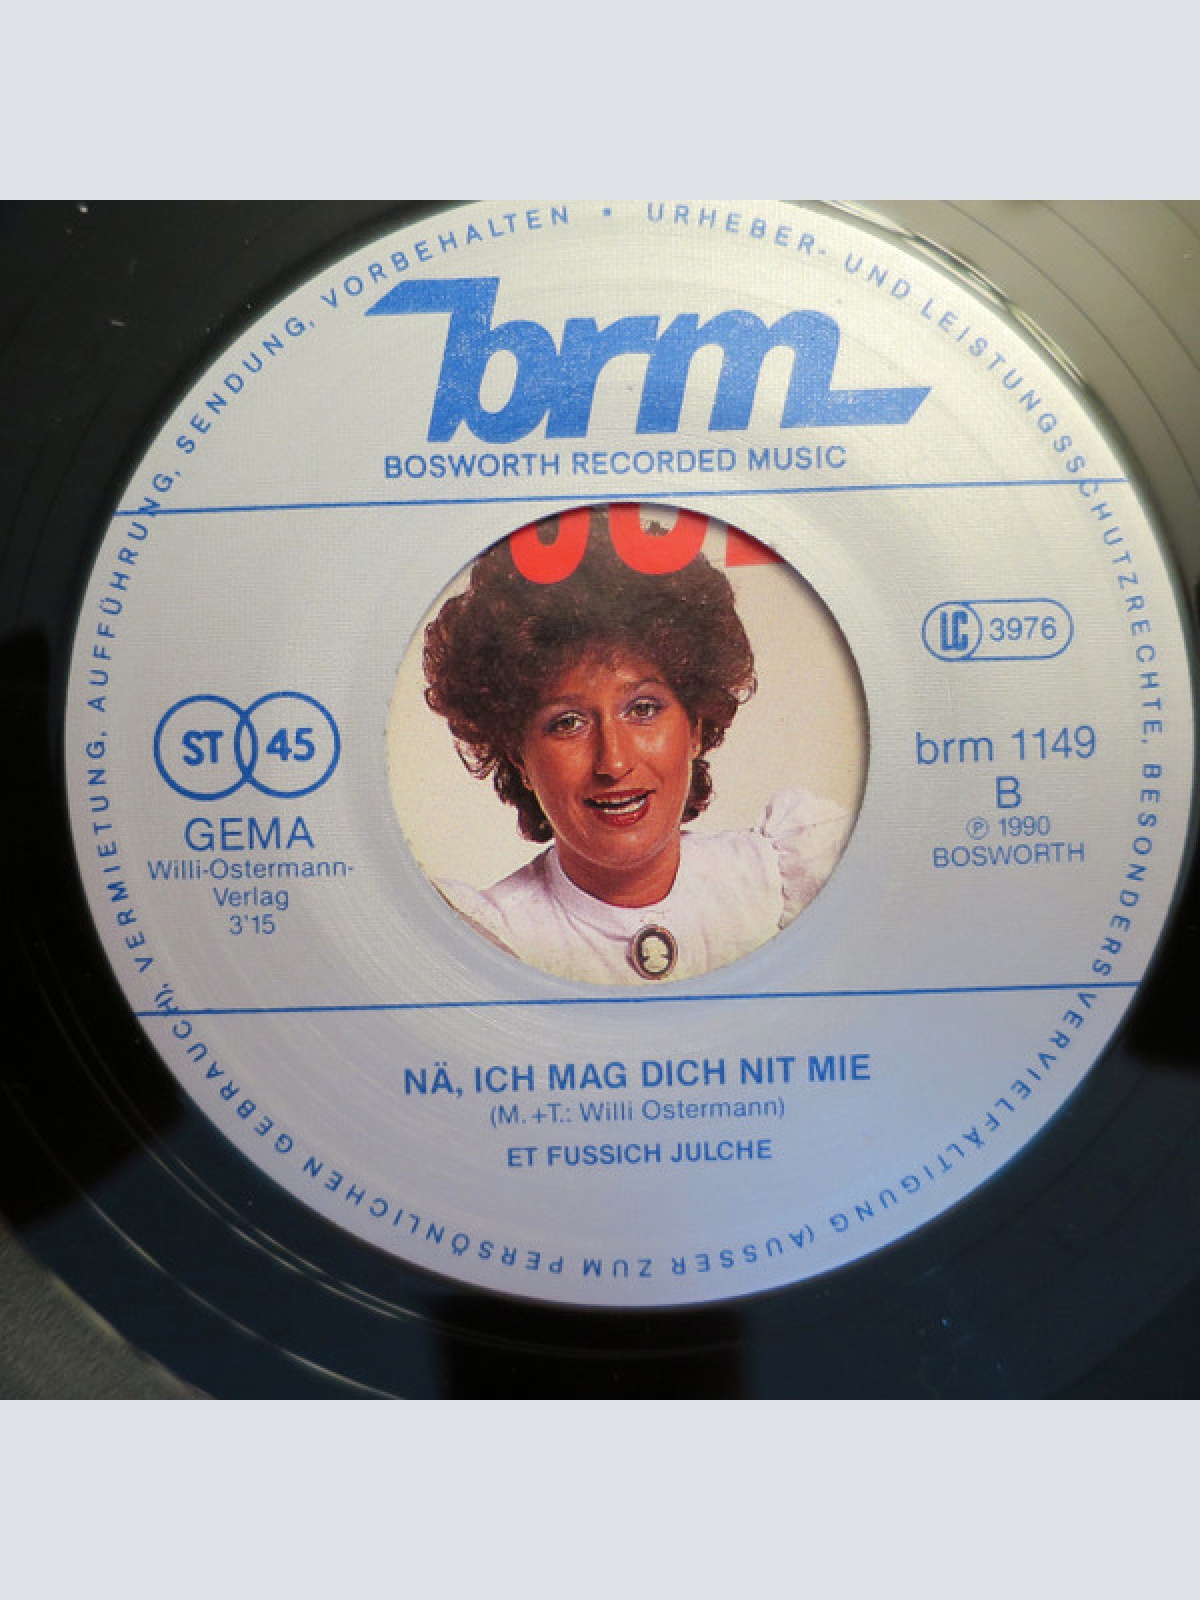 URHEBER- UND LEISTUNGSSCHUTZRECHTE, BESONDERS VERVIELFÄLTIGUNG (AUSSER ZUM PERSÖNLICHEN GEBRAUCH), VERMIETUNG, AUFFÜHRUNG, SENDUNG, VORBEHALTEN •
brm
BOSWORTH RECORDED MUSIC
LC 3976
ST 45
GEMA
Willi-Ostermann-
Verlag
3'15
brm 1149
B
℗ 1990
BOSWORTH
NÄ, ICH MAG DICH NIT MIE
(M.+T.: Willi Ostermann)
ET FUSSICH JULCHE